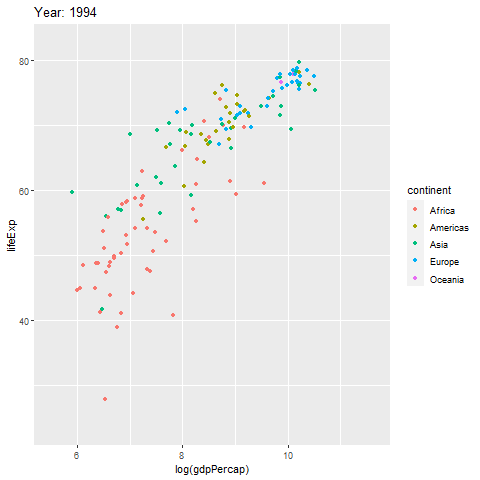 Year: 1994
80
60
40
lifeExp
6 8 10
log(gdpPercap)
continent
Africa
Americas
Asia
Europe
Oceania